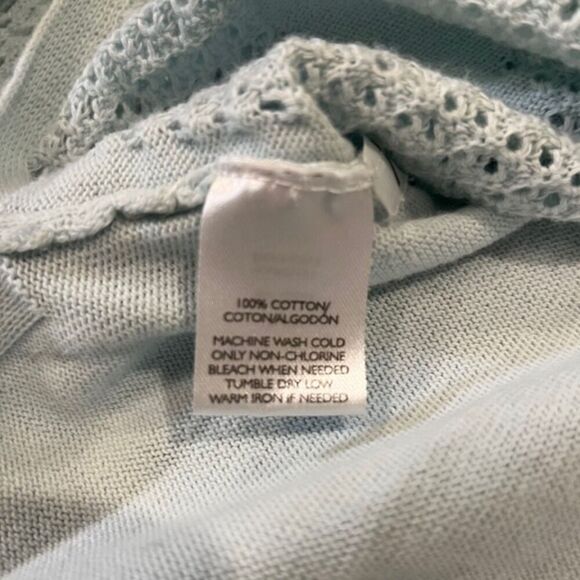 100% COTTON/
COTON/ALGODÓN
MACHINE WASH COLD
ONLY NON-CHLORINE
BLEACH WHEN NEEDED
TUMBLE DRY LOW
WARM IRON IF NEEDED